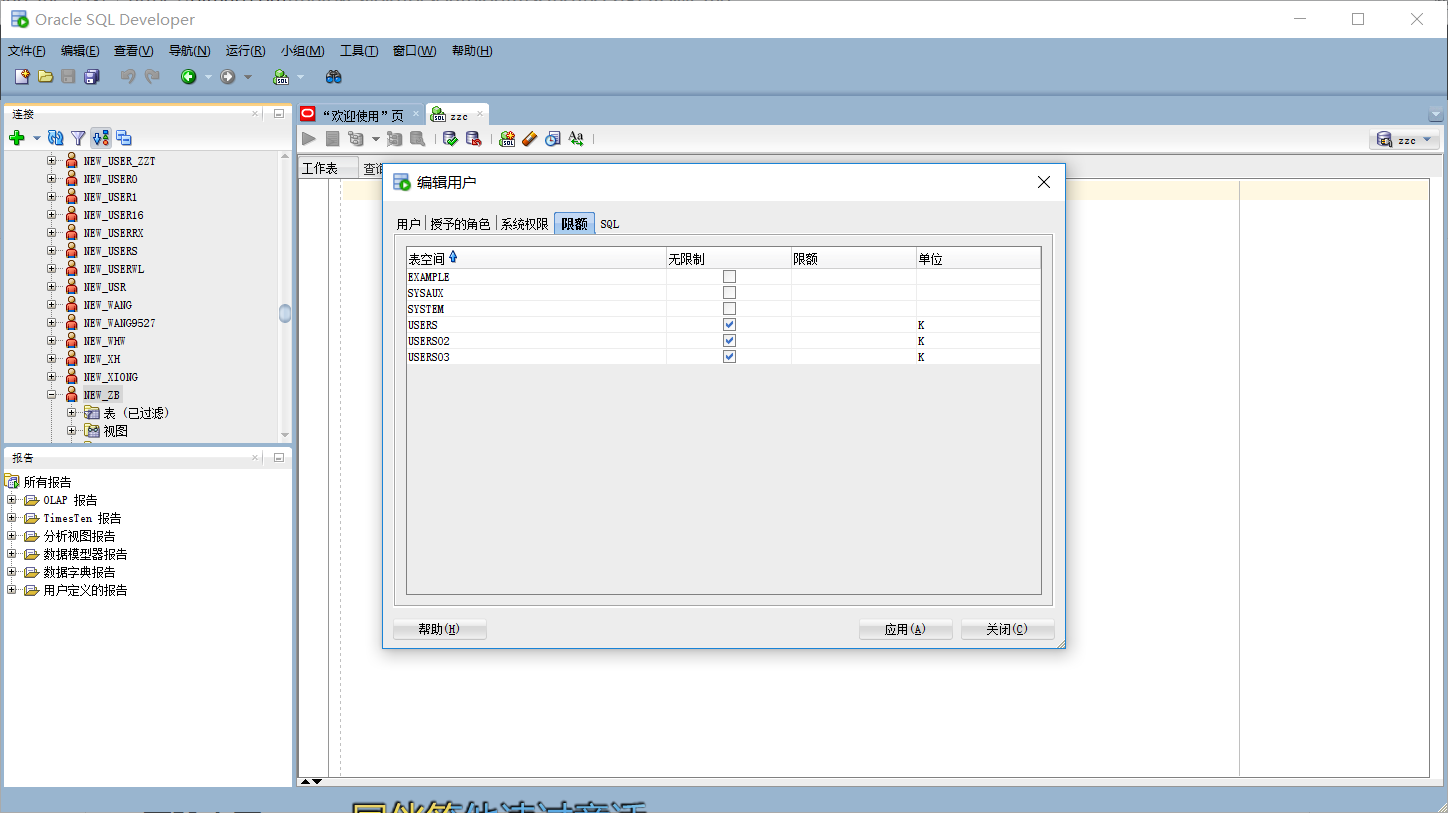 Oracle SQL Developer
文件(F) 编辑(E) 查看(V) 导航(N) 运行(R) 小组(M) 工具(T) 窗口(W) 帮助(H)
连接
NEW_USER_ZZT
NEW_USER0
NEW_USER1
NEW_USER16
NEW_USERRX
NEW_USERS
NEW_USERWL
NEW_USR
NEW_WANG
NEW_WANG9527
NEW_WHW
NEW_XH
NEW_XIONG
NEW_ZB
表 (已过滤)
视图
报告
所有报告
OLAP 报告
TimesTen 报告
分析视图报告
数据模型器报告
数据字典报告
用户定义的报告
“欢迎使用”页 zzc
zzc
工作表
编辑用户
用户 授予的角色 系统权限 限额 SQL
表空间 无限制 限额 单位
EXAMPLE
SYSAUX
SYSTEM
USERS K
USERS02 K
USERS03 K
帮助(H) 应用(A) 关闭(C)